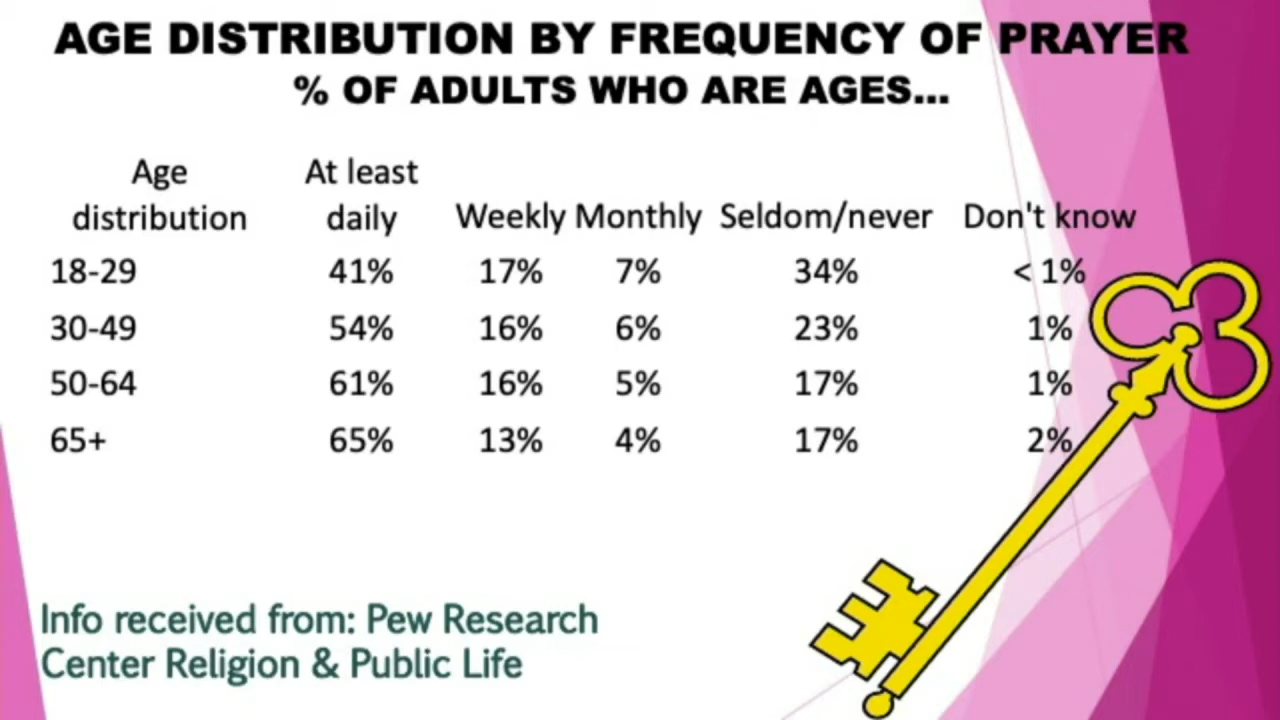 AGE DISTRIBUTION BY FREQUENCY OF PRAYER
% OF ADULTS WHO ARE AGES...
Age distribution At least daily Weekly Monthly Seldom/never Don't know
18-29 41% 17% 7% 34% < 1%
30-49 54% 16% 6% 23% 1%
50-64 61% 16% 5% 17% 1%
65+ 65% 13% 4% 17% 2%
Info received from: Pew Research
Center Religion & Public Life